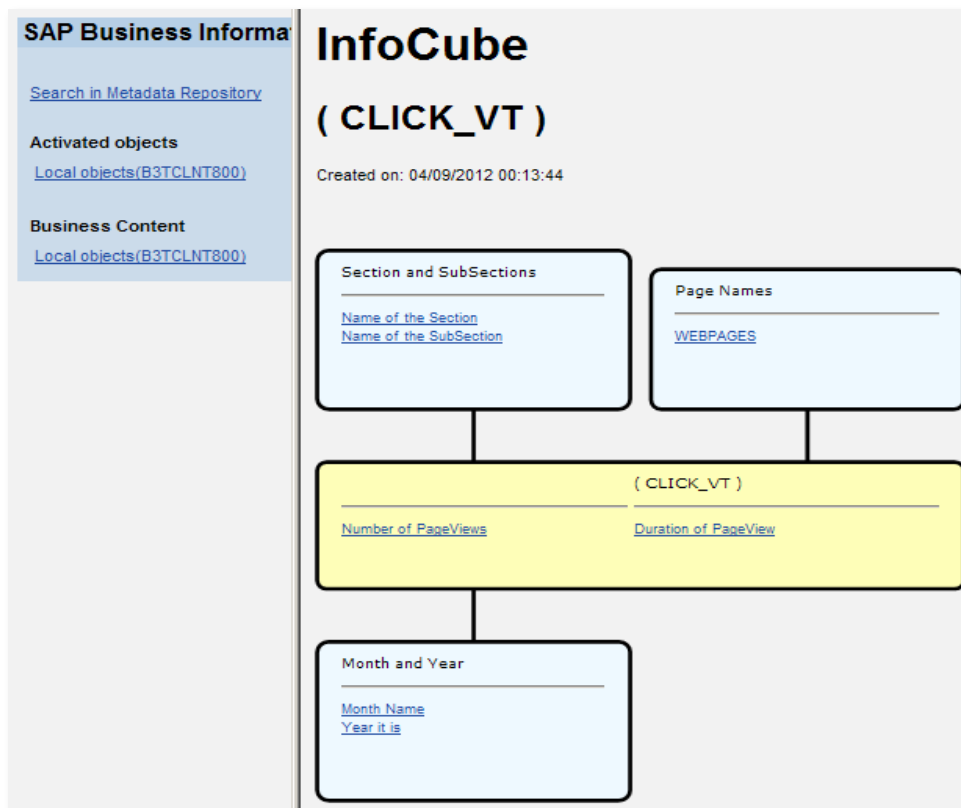 SAP Business Informa
Search in Metadata Repository
Activated objects
Local objects(B3TCLNT800)
Business Content
Local objects(B3TCLNT800)
InfoCube
( CLICK_VT )
Created on: 04/09/2012 00:13:44
Section and SubSections
Name of the Section
Name of the SubSection
Page Names
WEBPAGES
( CLICK_VT )
Number of PageViews
Duration of PageView
Month and Year
Month Name
Year it is